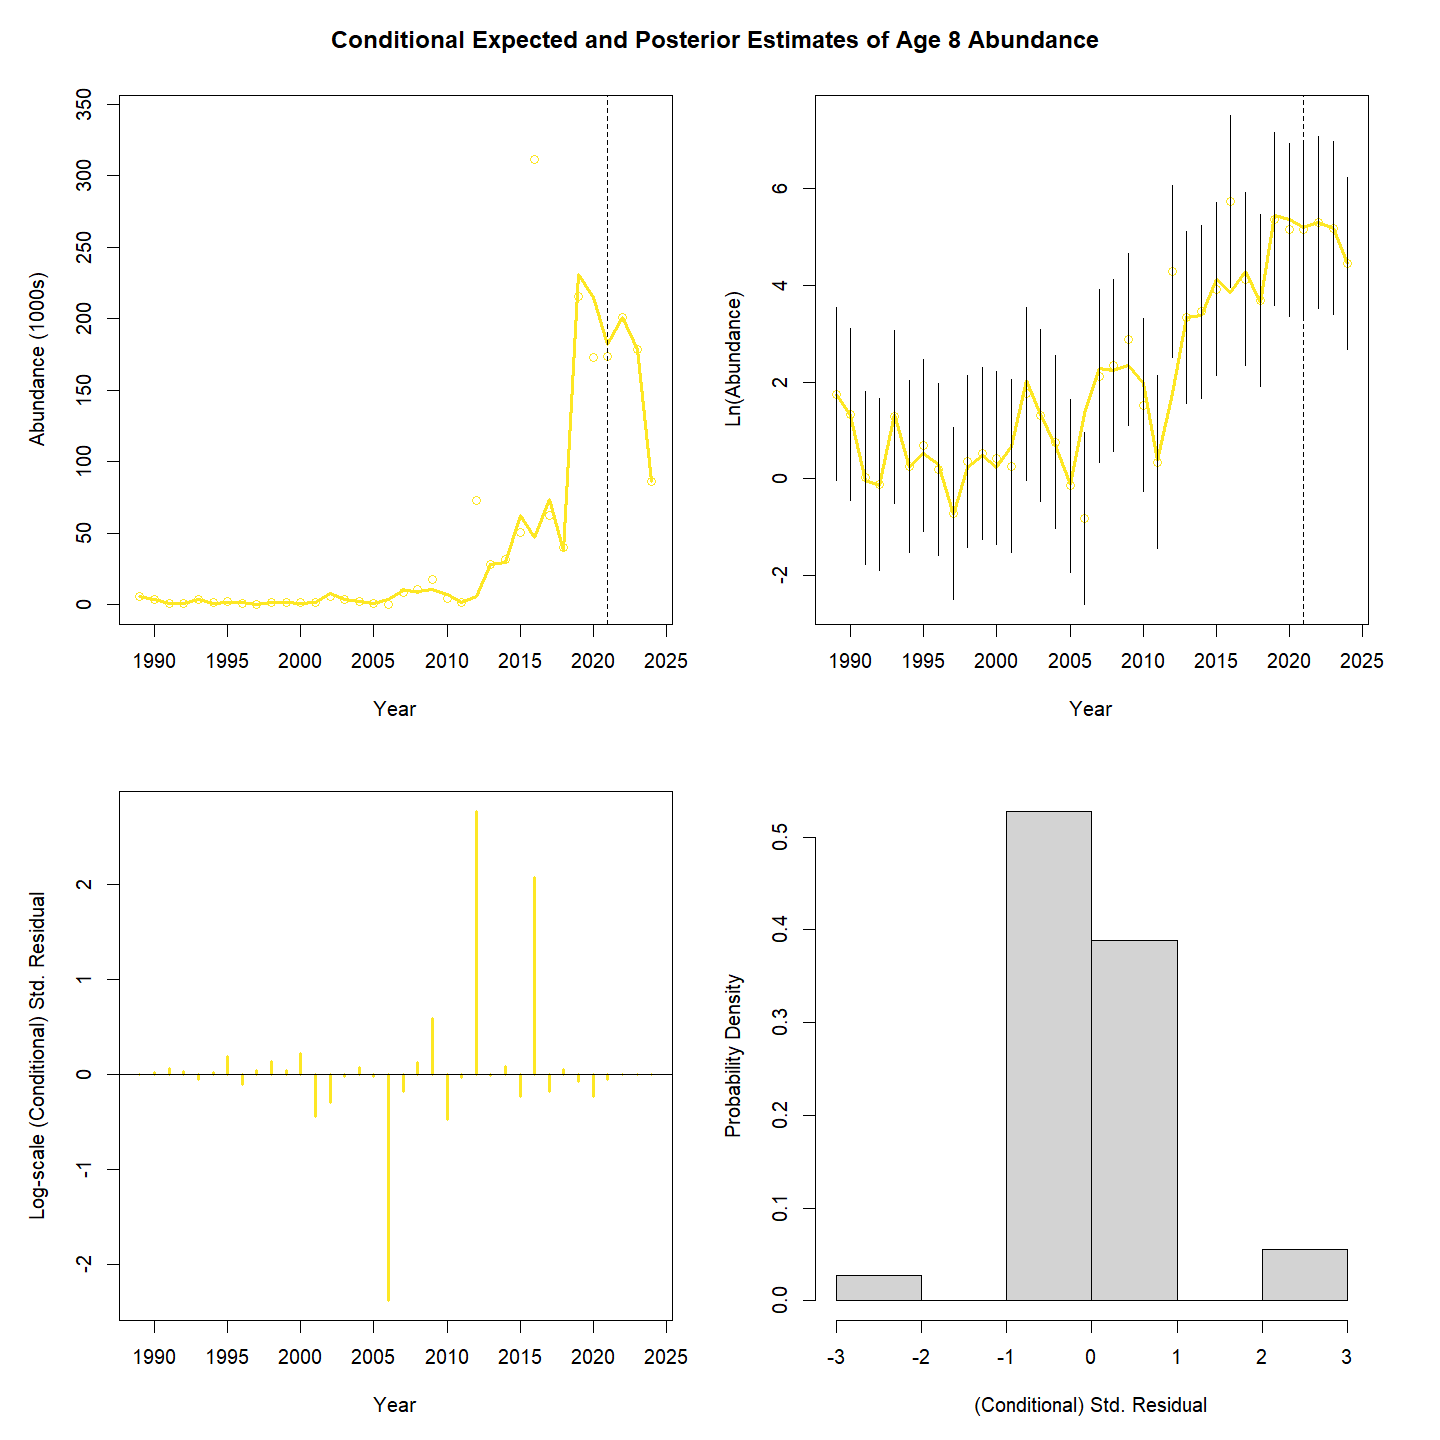 Conditional Expected and Posterior Estimates of Age 8 Abundance
Abundance (1000s)
350
300
250
200
150
100
50
0
1990 1995 2000 2005 2010 2015 2020 2025
Year
Ln(Abundance)
6
4
2
0
-2
1990 1995 2000 2005 2010 2015 2020 2025
Year
Log-scale (Conditional) Std. Residual
2
1
0
-1
-2
1990 1995 2000 2005 2010 2015 2020 2025
Year
Probability Density
0.5
0.4
0.3
0.2
0.1
0.0
-3 -2 -1 0 1 2 3
(Conditional) Std. Residual